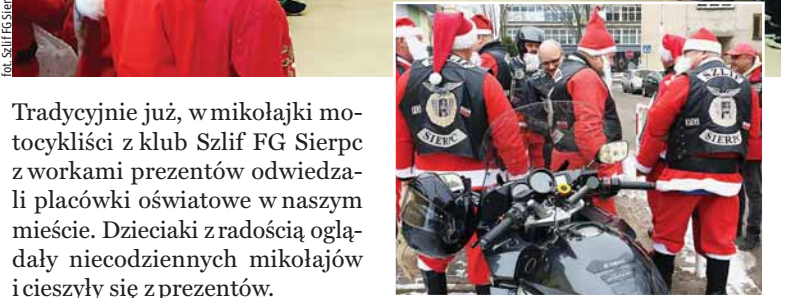 fot. Szlif FG Sier
Tradycyjnie już, w mikołajki mo-
tocykliści z klub Szlif FG Sierpc
z workami prezentów odwiedza-
li placówki oświatowe w naszym
mieście. Dzieciaki z radością oglą-
dały niecodziennych mikołajów
i cieszyły się z prezentów.
SIERPC
SZLIF
SIERPC